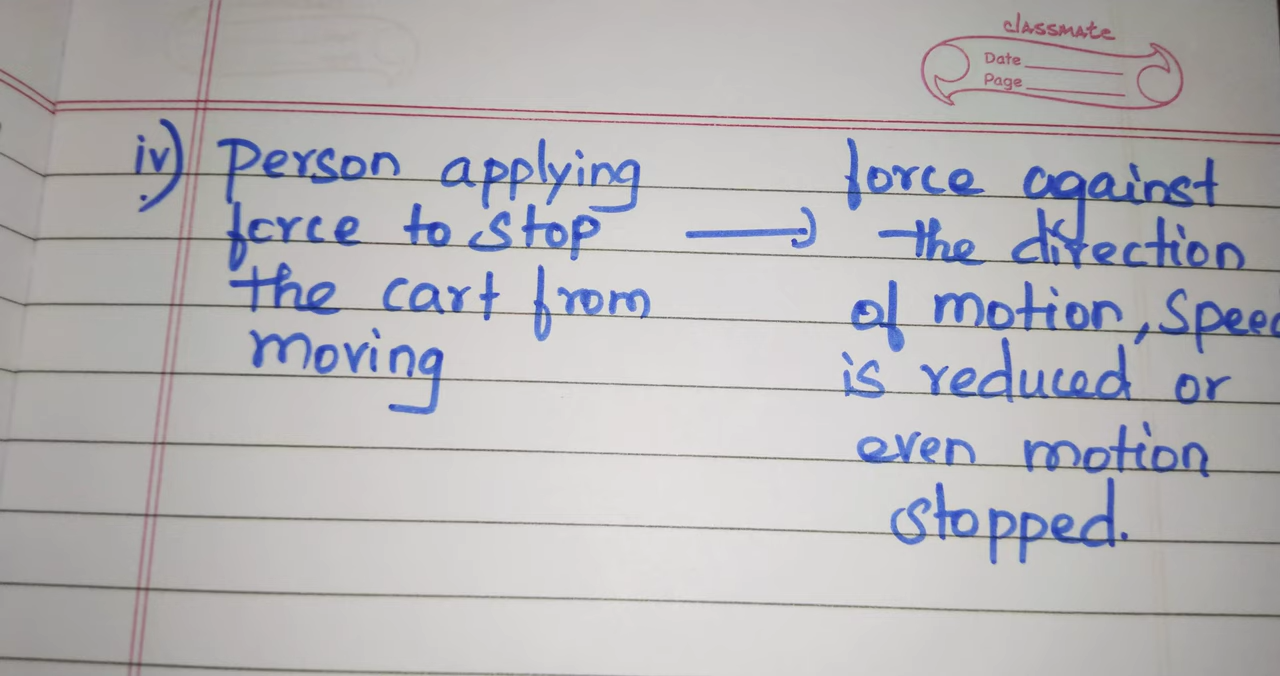 classmate
Date
Page
iv) Person applying
force to stop
the cart from
moving
→
force against
the direction
of motion, Speed
is reduced or
even motion
stopped.